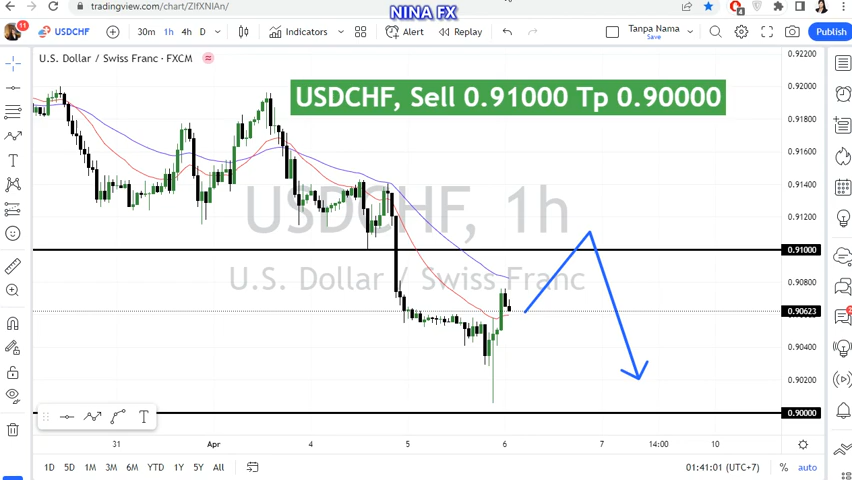 tradingview.com/chart/ZIfXNIAn/
NINA FX
11
USDCHF
30m 1h 4h D
Indicators
Alert
Replay
Tanpa Nama
Save
Publish
U.S. Dollar / Swiss Franc · FXCM
USDCHF, Sell 0.91000 Tp 0.90000
USDCHF, 1h
U.S. Dollar / Swiss Franc
0.92200
0.92000
0.91800
0.91600
0.91400
0.91200
0.91000
0.90800
0.90623
0.90400
0.90200
0.90000
31 Apr 4 5 6 7 14:00 10
1D 5D 1M 3M 6M YTD 1Y 5Y All
01:41:01 (UTC+7)
% auto